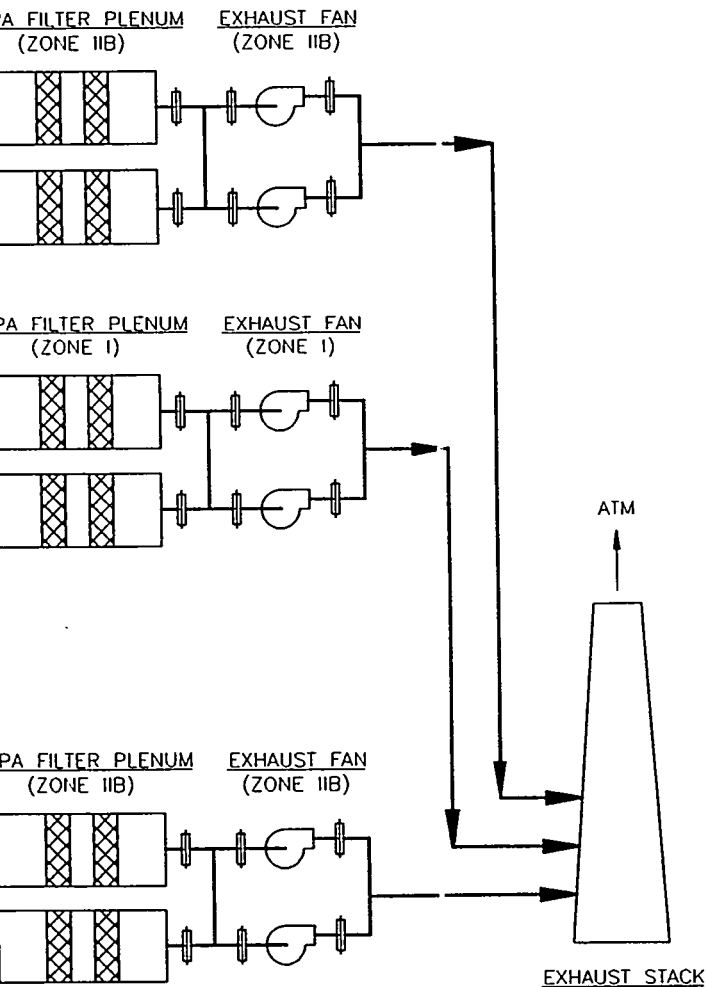 PA FILTER PLENUM
(ZONE IIB)
EXHAUST FAN
(ZONE IIB)
PA FILTER PLENUM
(ZONE I)
EXHAUST FAN
(ZONE I)
ATM
PA FILTER PLENUM
(ZONE IIB)
EXHAUST FAN
(ZONE IIB)
EXHAUST STACK